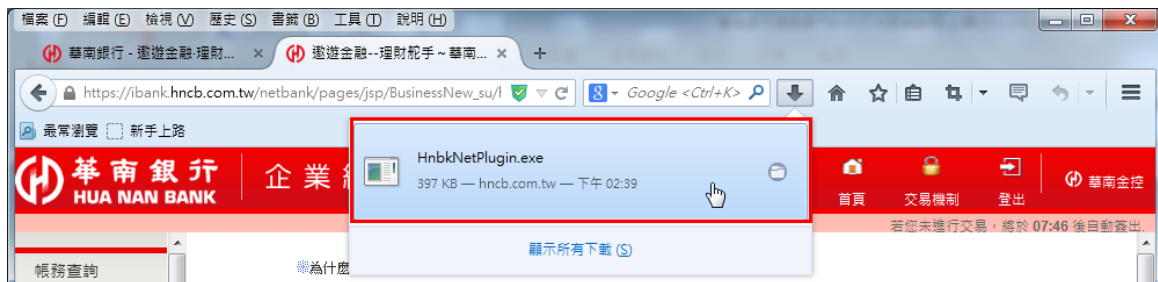 檔案(F) 編輯(E) 檢視(V) 歷史(S) 書籤(B) 工具(T) 說明(H)
華南銀行 - 遨遊金融‧理財... × 遨遊金融--理財舵手~華南... × +
https://ibank.hncb.com.tw/netbank/pages/jsp/BusinessNew_su/ Google <Ctrl+K>
最常瀏覽 新手上路
華南銀行
HUA NAN BANK
企業
HnbkNetPlugin.exe
397 KB — hncb.com.tw — 下午 02:39
顯示所有下載(S)
首頁 交易機制 登出 華南金控
若您未進行交易，將於 07:46 後自動簽出.
帳務查詢
※為什麼